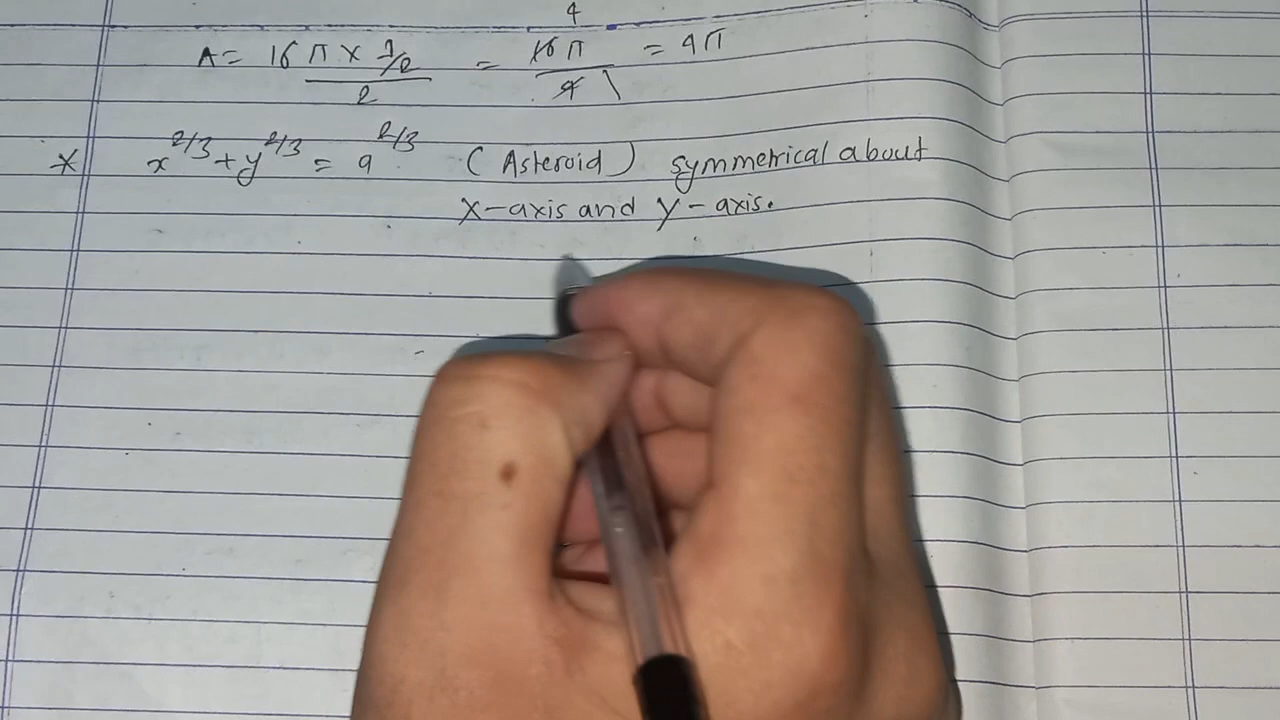 4
A = 16 π × 1/2 / 2 = 16 π / 4 = 4π
* x^2/3 + y^2/3 = a^2/3 (Asteroid) symmetrical about
X-axis and Y-axis.